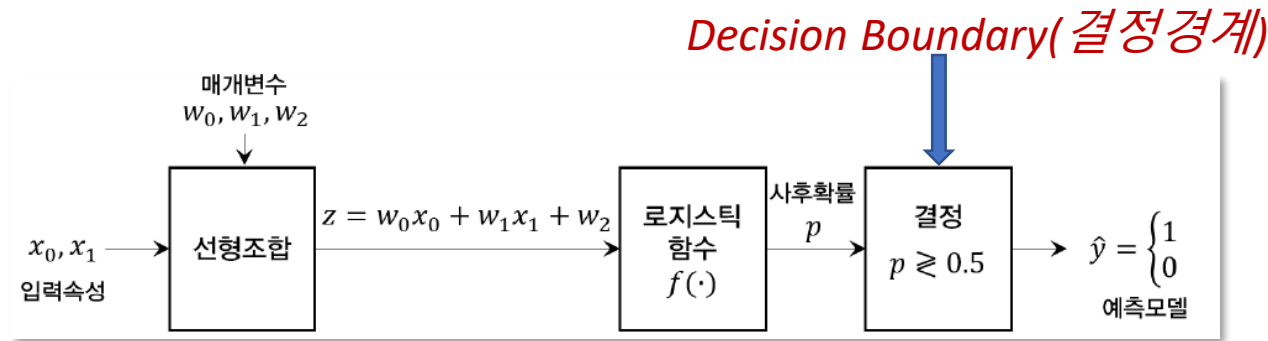 Decision Boundary(결정경계)
매개변수
w₀, w₁, w₂
x₀, x₁
입력속성
선형조합
z = w₀x₀ + w₁x₁ + w₂
로지스틱
함수
f(·)
사후확률
p
결정
p ≷ 0.5
ŷ = {1
0
예측모델